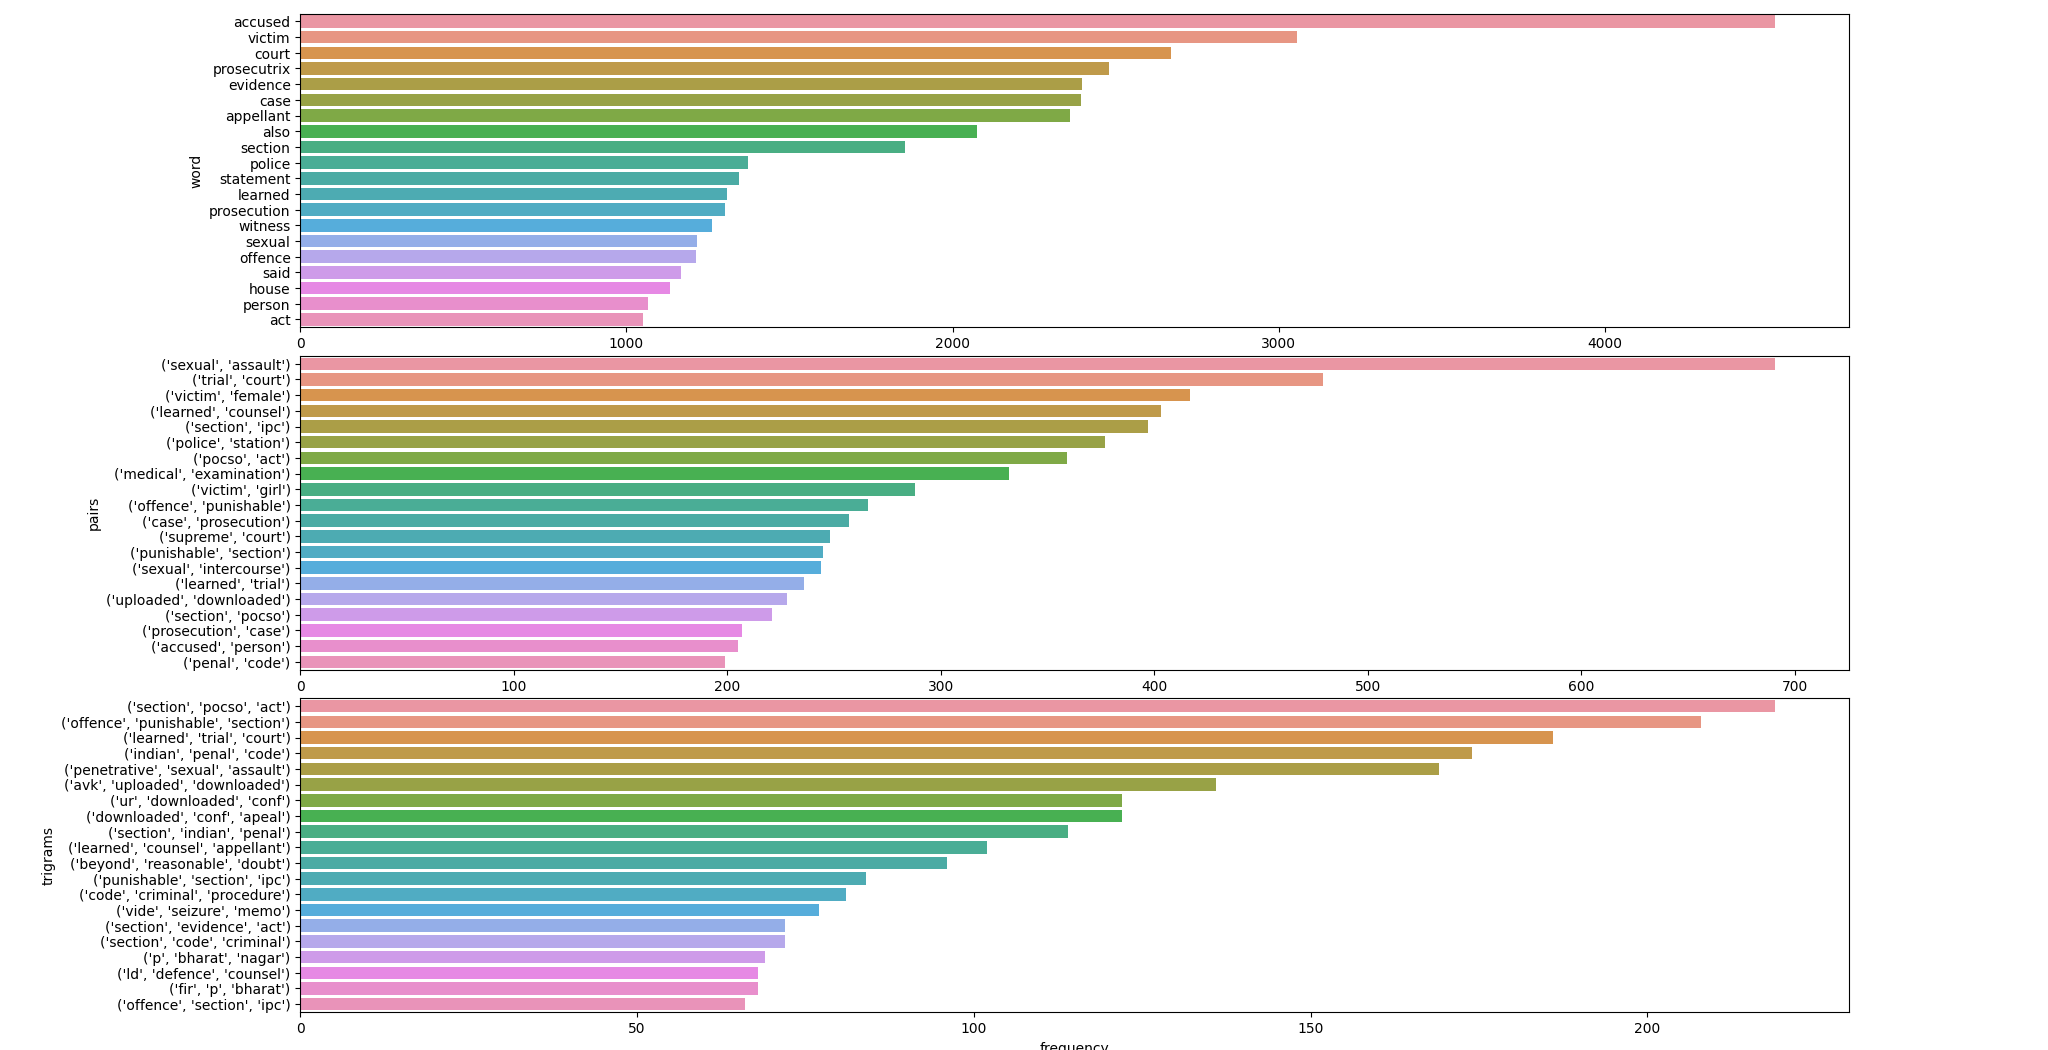 accused
victim
court
prosecutrix
evidence
case
appellant
also
section
police
statement
learned
prosecution
witness
sexual
offence
said
house
person
act
word
0 1000 2000 3000 4000
('sexual', 'assault')
('trial', 'court')
('victim', 'female')
('learned', 'counsel')
('section', 'ipc')
('police', 'station')
('pocso', 'act')
('medical', 'examination')
('victim', 'girl')
('offence', 'punishable')
('case', 'prosecution')
('supreme', 'court')
('punishable', 'section')
('sexual', 'intercourse')
('learned', 'trial')
('uploaded', 'downloaded')
('section', 'pocso')
('prosecution', 'case')
('accused', 'person')
('penal', 'code')
pairs
0 100 200 300 400 500 600 700
('section', 'pocso', 'act')
('offence', 'punishable', 'section')
('learned', 'trial', 'court')
('indian', 'penal', 'code')
('penetrative', 'sexual', 'assault')
('avk', 'uploaded', 'downloaded')
('ur', 'downloaded', 'conf')
('downloaded', 'conf', 'apeal')
('section', 'indian', 'penal')
('learned', 'counsel', 'appellant')
('beyond', 'reasonable', 'doubt')
('punishable', 'section', 'ipc')
('code', 'criminal', 'procedure')
('vide', 'seizure', 'memo')
('section', 'evidence', 'act')
('section', 'code', 'criminal')
('p', 'bharat', 'nagar')
('ld', 'defence', 'counsel')
('fir', 'p', 'bharat')
('offence', 'section', 'ipc')
trigrams
0 50 100 150 200
frequency